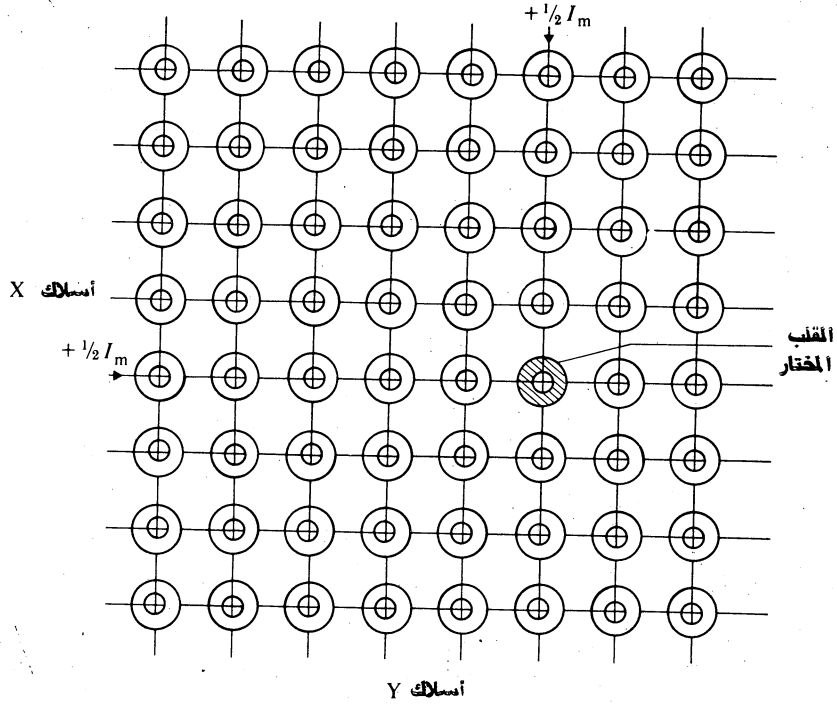 + ½ Iₘ
أسلاك X
+ ½ Iₘ
القلب
المختار
أسلاك Y